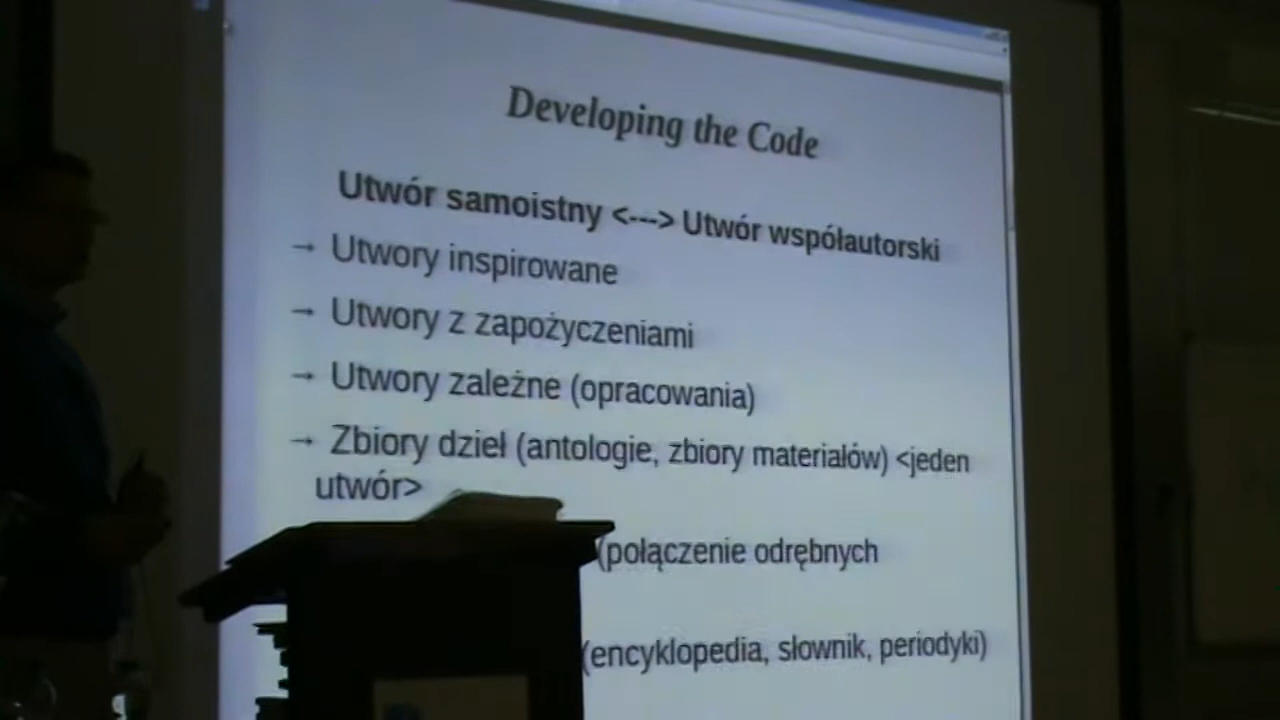 Developing the Code
Utwór samoistny <---> Utwór współautorski
→ Utwory inspirowane
→ Utwory z zapożyczeniami
→ Utwory zależne (opracowania)
→ Zbiory dzieł (antologie, zbiory materiałów) <jeden
utwór>
(połączenie odrębnych
(encyklopedia, słownik, periodyki)